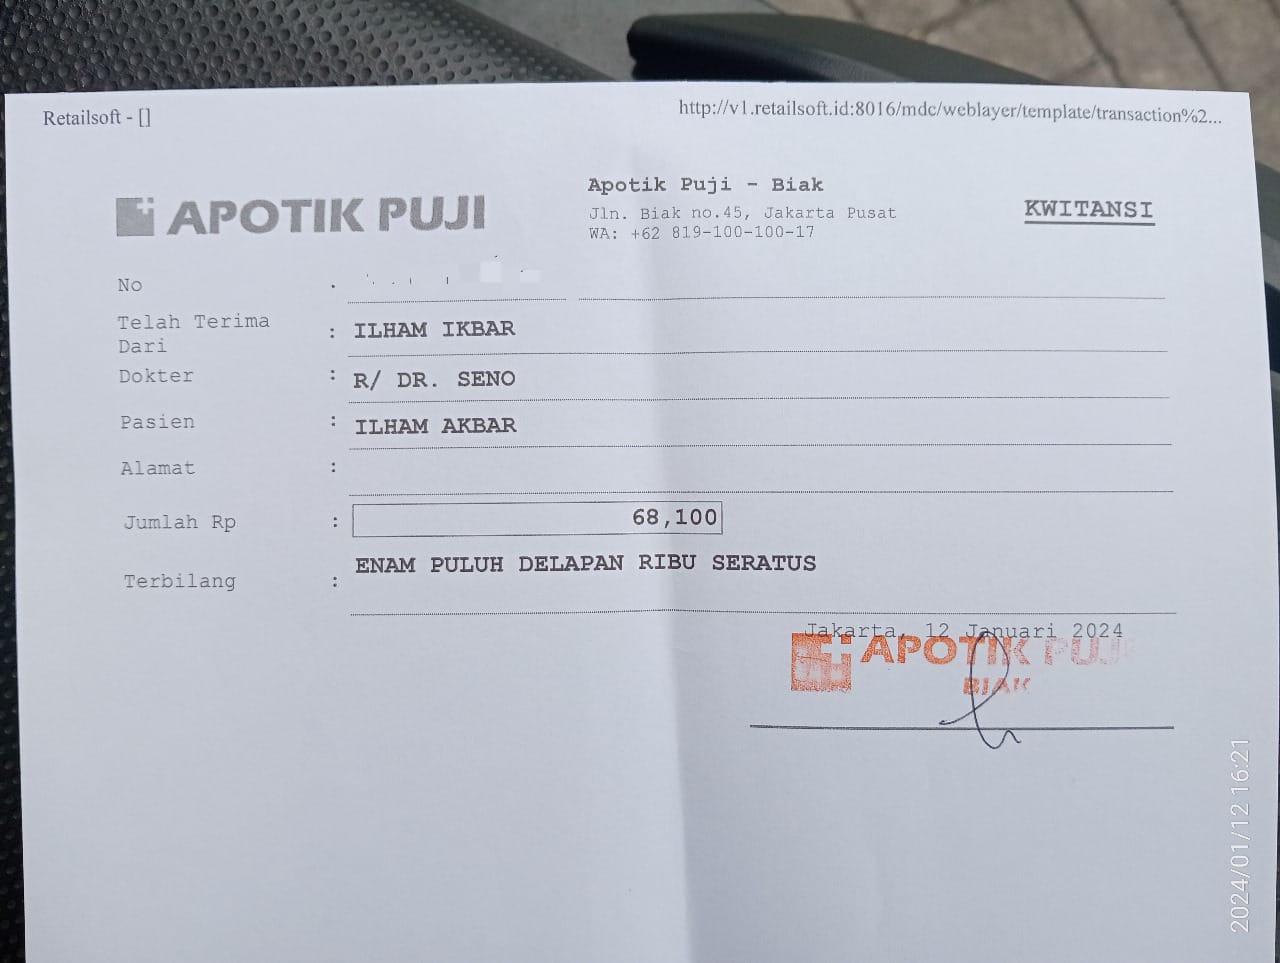 Retailsoft - []
http://v1.retailsoft.id:8016/mdc/weblayer/template/transaction%2...
APOTIK PUJI
Apotik Puji - Biak
Jln. Biak no.45, Jakarta Pusat
WA: +62 819-100-100-17
KWITANSI
No
Telah Terima Dari : ILHAM IKBAR
Dokter : R/ DR. SENO
Pasien : ILHAM AKBAR
Alamat :
Jumlah Rp : 68,100
Terbilang : ENAM PULUH DELAPAN RIBU SERATUS
Jakarta, 12 Januari 2024
APOTIK PUJI
BIAK
2024/01/12 16:21